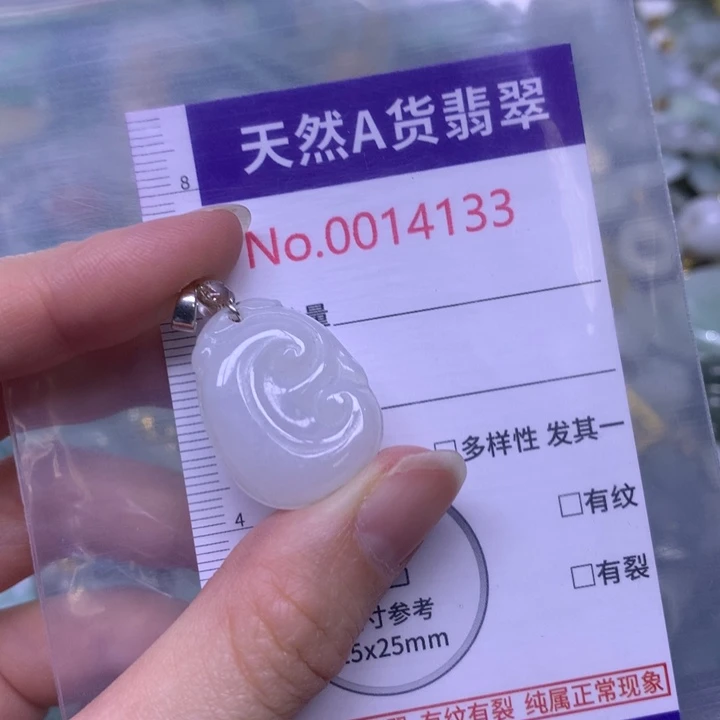 天然A货翡翠
8
No.0014133
量
□多样性 发其一
□有纹
4
□有裂
寸参考
5x25mm
有纹有裂 纯属正常现象